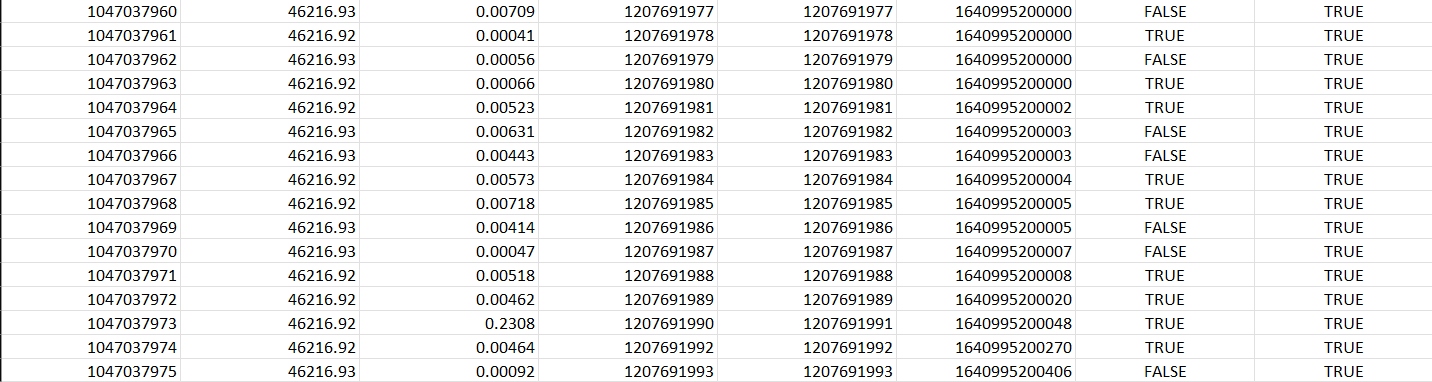 1047037960 46216.93 0.00709 1207691977 1207691977 1640995200000 FALSE TRUE
1047037961 46216.92 0.00041 1207691978 1207691978 1640995200000 TRUE TRUE
1047037962 46216.93 0.00056 1207691979 1207691979 1640995200000 FALSE TRUE
1047037963 46216.92 0.00066 1207691980 1207691980 1640995200000 TRUE TRUE
1047037964 46216.92 0.00523 1207691981 1207691981 1640995200002 TRUE TRUE
1047037965 46216.93 0.00631 1207691982 1207691982 1640995200003 FALSE TRUE
1047037966 46216.93 0.00443 1207691983 1207691983 1640995200003 FALSE TRUE
1047037967 46216.92 0.00573 1207691984 1207691984 1640995200004 TRUE TRUE
1047037968 46216.92 0.00718 1207691985 1207691985 1640995200005 TRUE TRUE
1047037969 46216.93 0.00414 1207691986 1207691986 1640995200005 FALSE TRUE
1047037970 46216.93 0.00047 1207691987 1207691987 1640995200007 FALSE TRUE
1047037971 46216.92 0.00518 1207691988 1207691988 1640995200008 TRUE TRUE
1047037972 46216.92 0.00462 1207691989 1207691989 1640995200020 TRUE TRUE
1047037973 46216.92 0.2308 1207691990 1207691991 1640995200048 TRUE TRUE
1047037974 46216.92 0.00464 1207691992 1207691992 1640995200270 TRUE TRUE
1047037975 46216.93 0.00092 1207691993 1207691993 1640995200406 FALSE TRUE